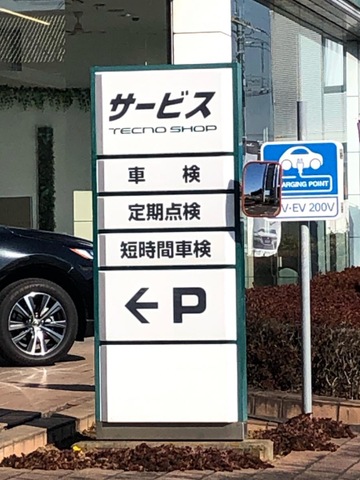 サービス
TECNO SHOP
車 検
定期点検
短時間車検
← P
CHARGING POINT
V-EV 200V